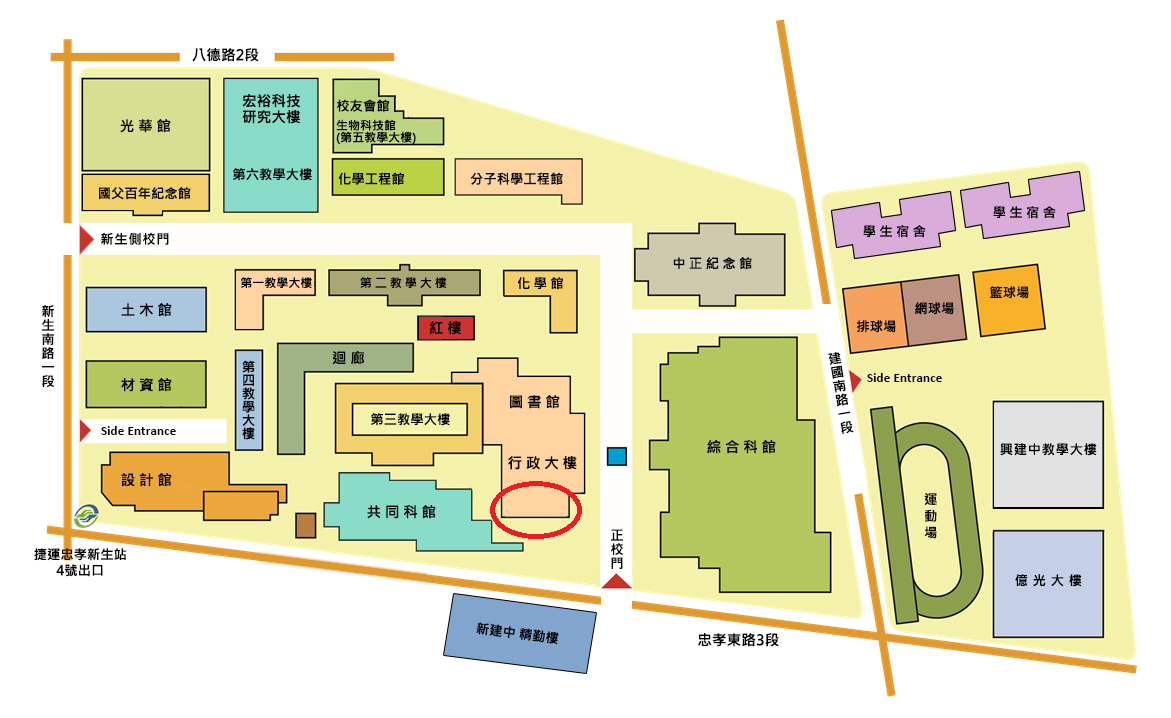 八德路2段
光華館
宏裕科技
研究大樓
第六教學大樓
校友會館
生物科技館
(第五教學大樓)
國父百年紀念館
化學工程館
分子科學工程館
新生側校門
中正紀念館
學生宿舍
學生宿舍
土木館
第一教學大樓
第二教學大樓
化學館
紅樓
排球場
網球場
籃球場
新生南路一段
材資館
第四教學大樓
迴廊
第三教學大樓
圖書館
行政大樓
建國南路一段
Side Entrance
Side Entrance
綜合科館
興建中教學大樓
設計館
共同科館
運動場
正校門
捷運忠孝新生站
4號出口
億光大樓
新建中 精勤樓
忠孝東路3段